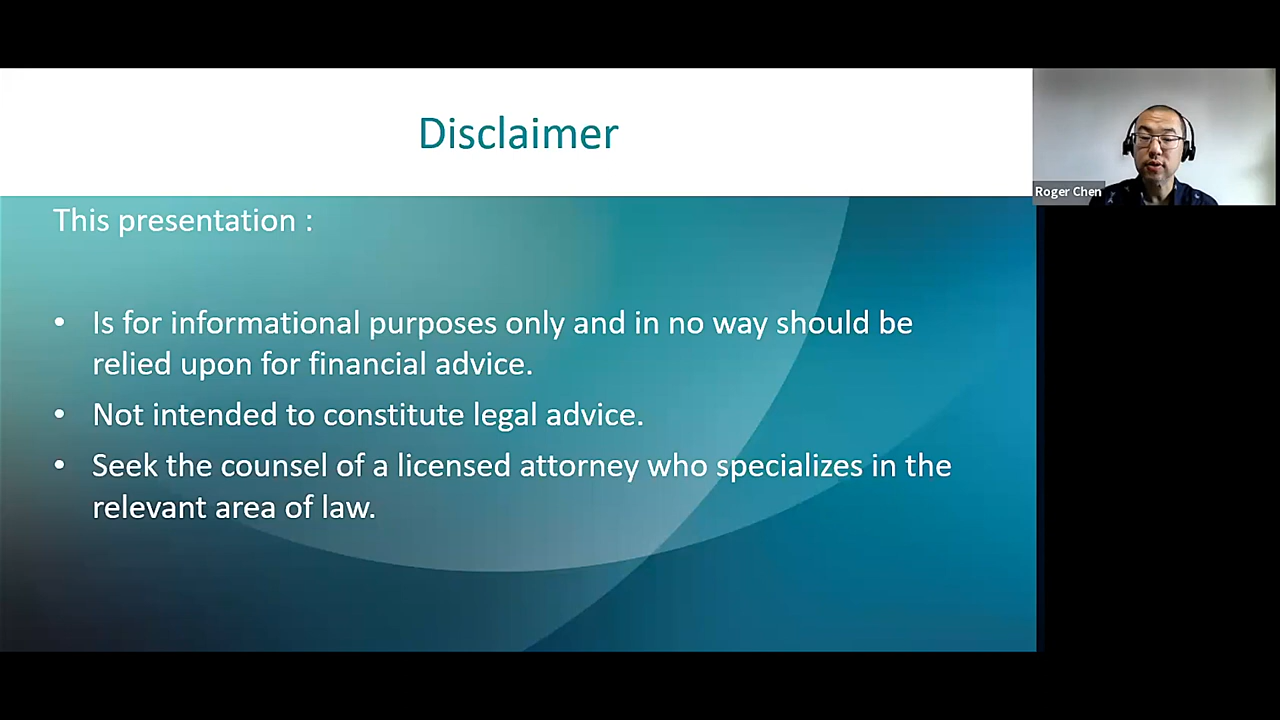 Disclaimer
Roger Chen
This presentation :
• Is for informational purposes only and in no way should be
relied upon for financial advice.
• Not intended to constitute legal advice.
• Seek the counsel of a licensed attorney who specializes in the
relevant area of law.